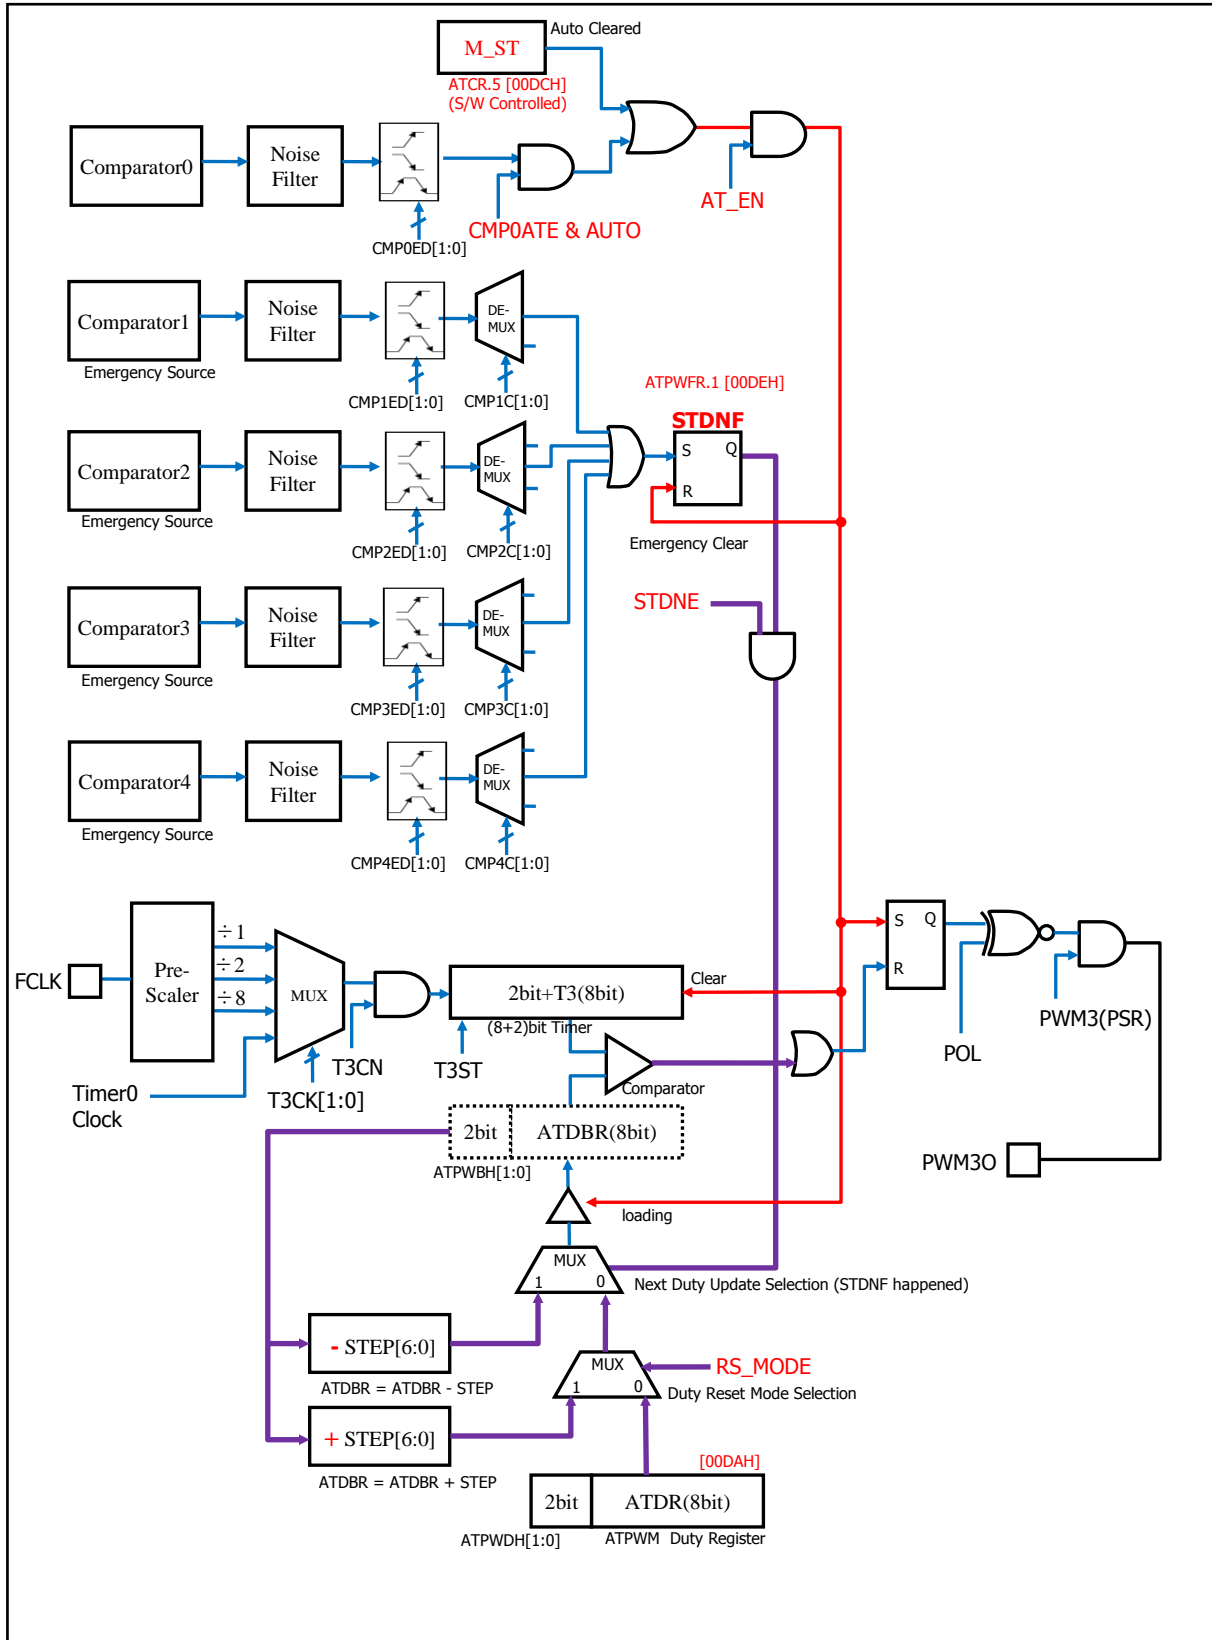 M_ST
Auto Cleared
ATCR.5 [00DCH]
(S/W Controlled)
Comparator0
Noise
Filter
CMP0ED[1:0]
CMP0ATE & AUTO
AT_EN
Comparator1
Emergency Source
Noise
Filter
CMP1ED[1:0]
DE-
MUX
CMP1C[1:0]
ATPWFR.1 [00DEH]
STDNF
S
Q
R
Emergency Clear
Comparator2
Emergency Source
Noise
Filter
CMP2ED[1:0]
DE-
MUX
CMP2C[1:0]
STDNE
Comparator3
Emergency Source
Noise
Filter
CMP3ED[1:0]
DE-
MUX
CMP3C[1:0]
Comparator4
Emergency Source
Noise
Filter
CMP4ED[1:0]
DE-
MUX
CMP4C[1:0]
FCLK
Pre-
Scaler
÷1
÷2
÷8
MUX
Timer0
Clock
T3CK[1:0]
T3CN
2bit+T3(8bit)
(8+2)bit Timer
T3ST
Clear
Comparator
S
Q
R
POL
PWM3(PSR)
PWM3O
2bit
ATDBR(8bit)
ATPWBH[1:0]
loading
MUX
1
0
Next Duty Update Selection (STDNF happened)
- STEP[6:0]
ATDBR = ATDBR - STEP
MUX
1
0
RS_MODE
Duty Reset Mode Selection
+ STEP[6:0]
ATDBR = ATDBR + STEP
[00DAH]
2bit
ATDR(8bit)
ATPWDH[1:0]
ATPWM Duty Register